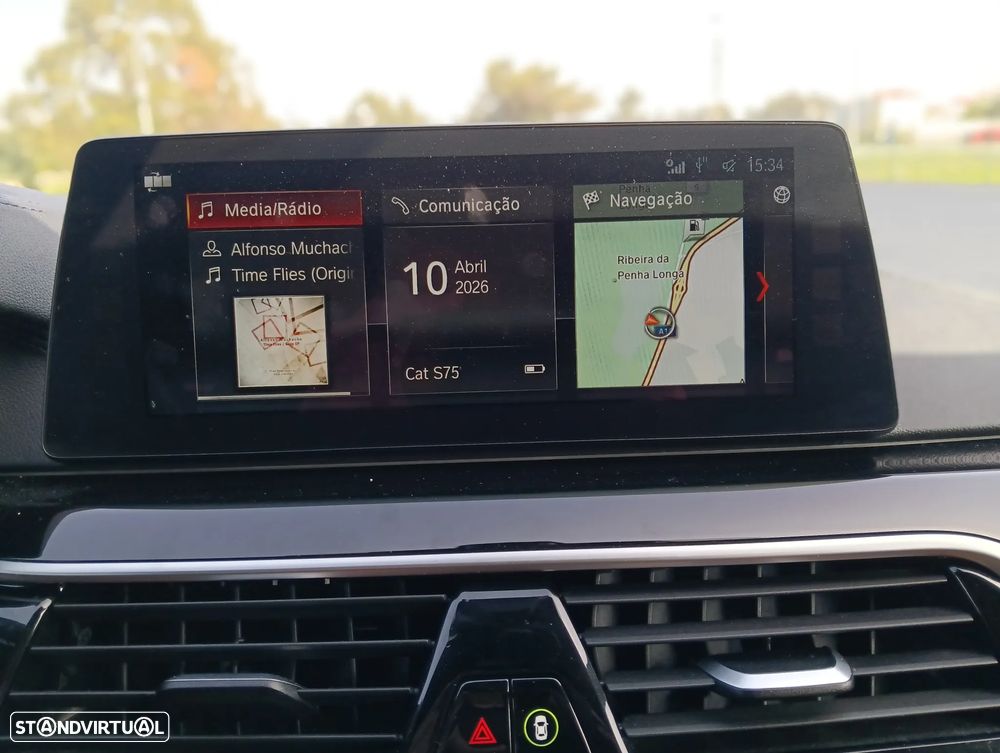 15:34
Media/Rádio
Alfonso Muchach
Time Flies (Origin
Comunicação
10
Abril
2026
Cat S75
Penha
Navegação
Ribeira da
Penha Longa
A1
STANDVIRTUAL